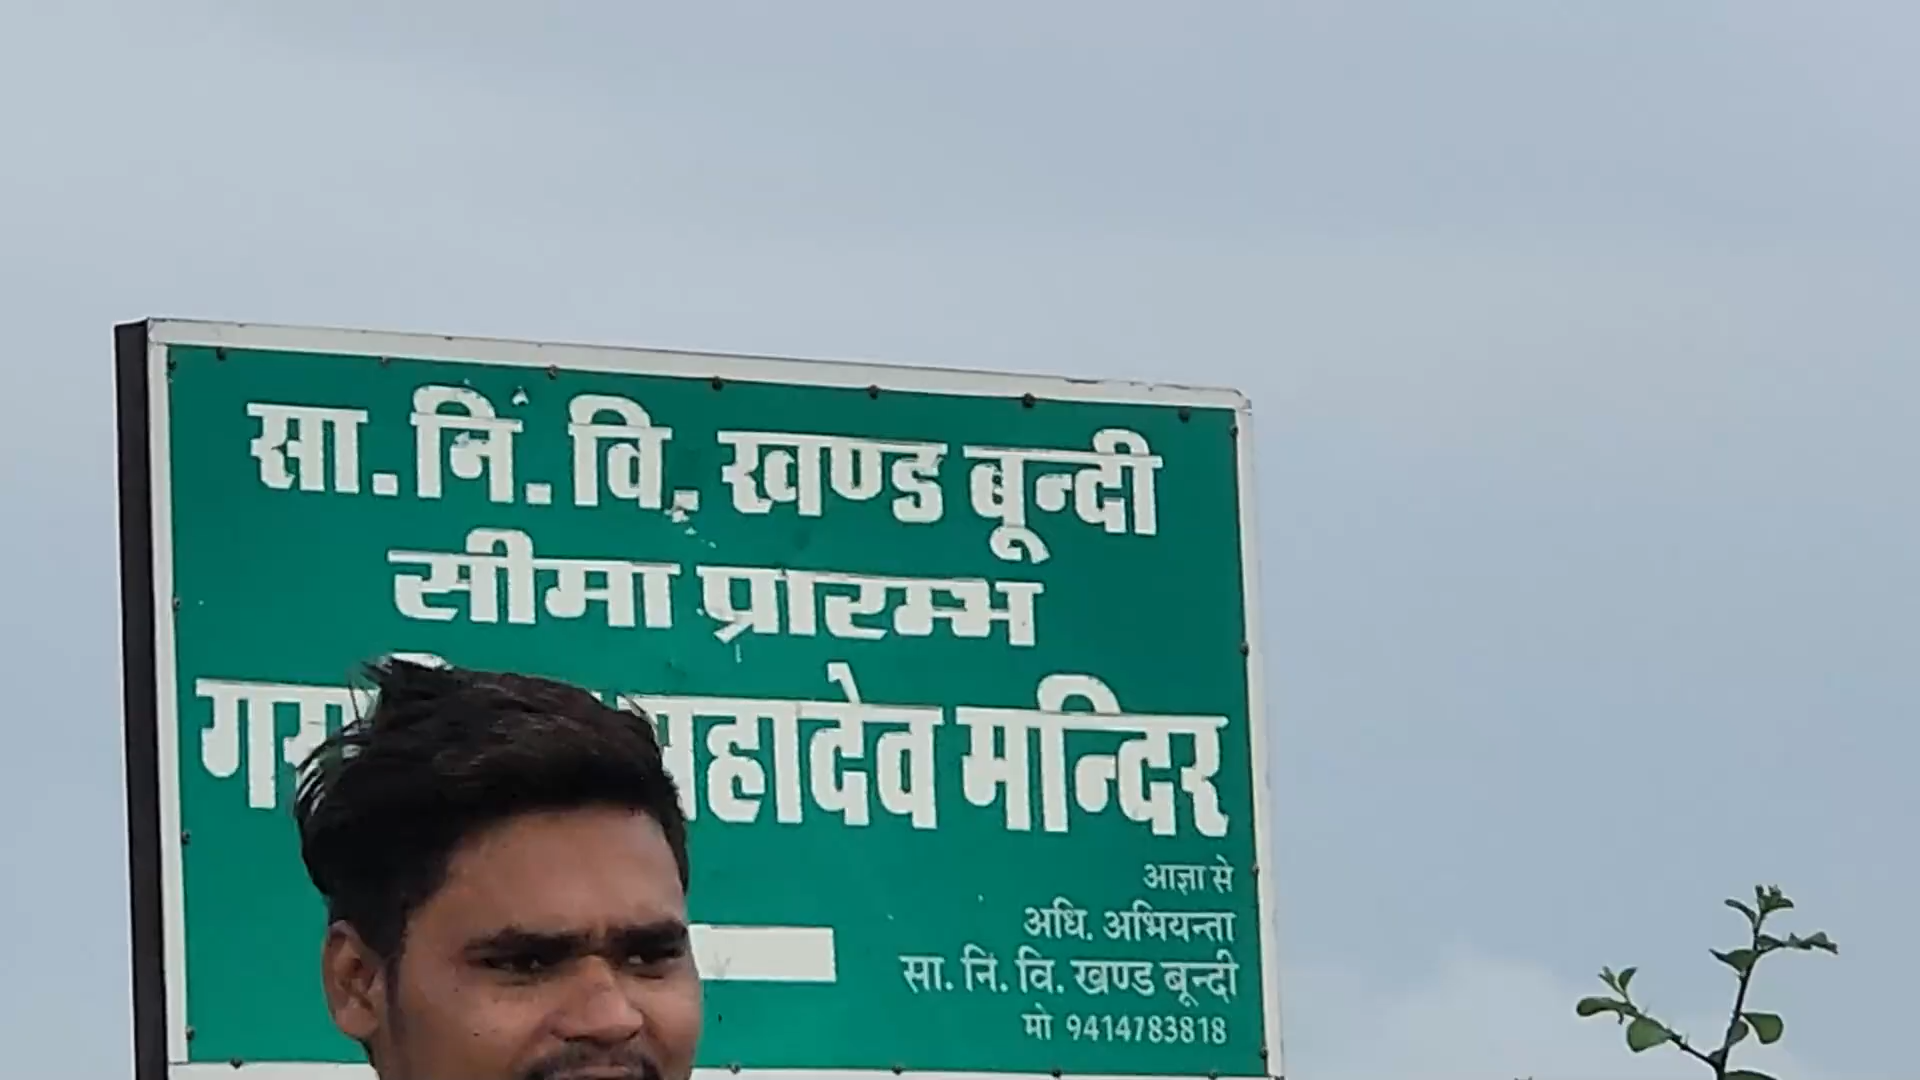 सा. नि. वि. खण्ड बून्दी
सीमा प्रारम्भ
महादेव मन्दिर
आज्ञा से
अधि. अभियन्ता
सा. नि. वि. खण्ड बून्दी
मो 9414783818